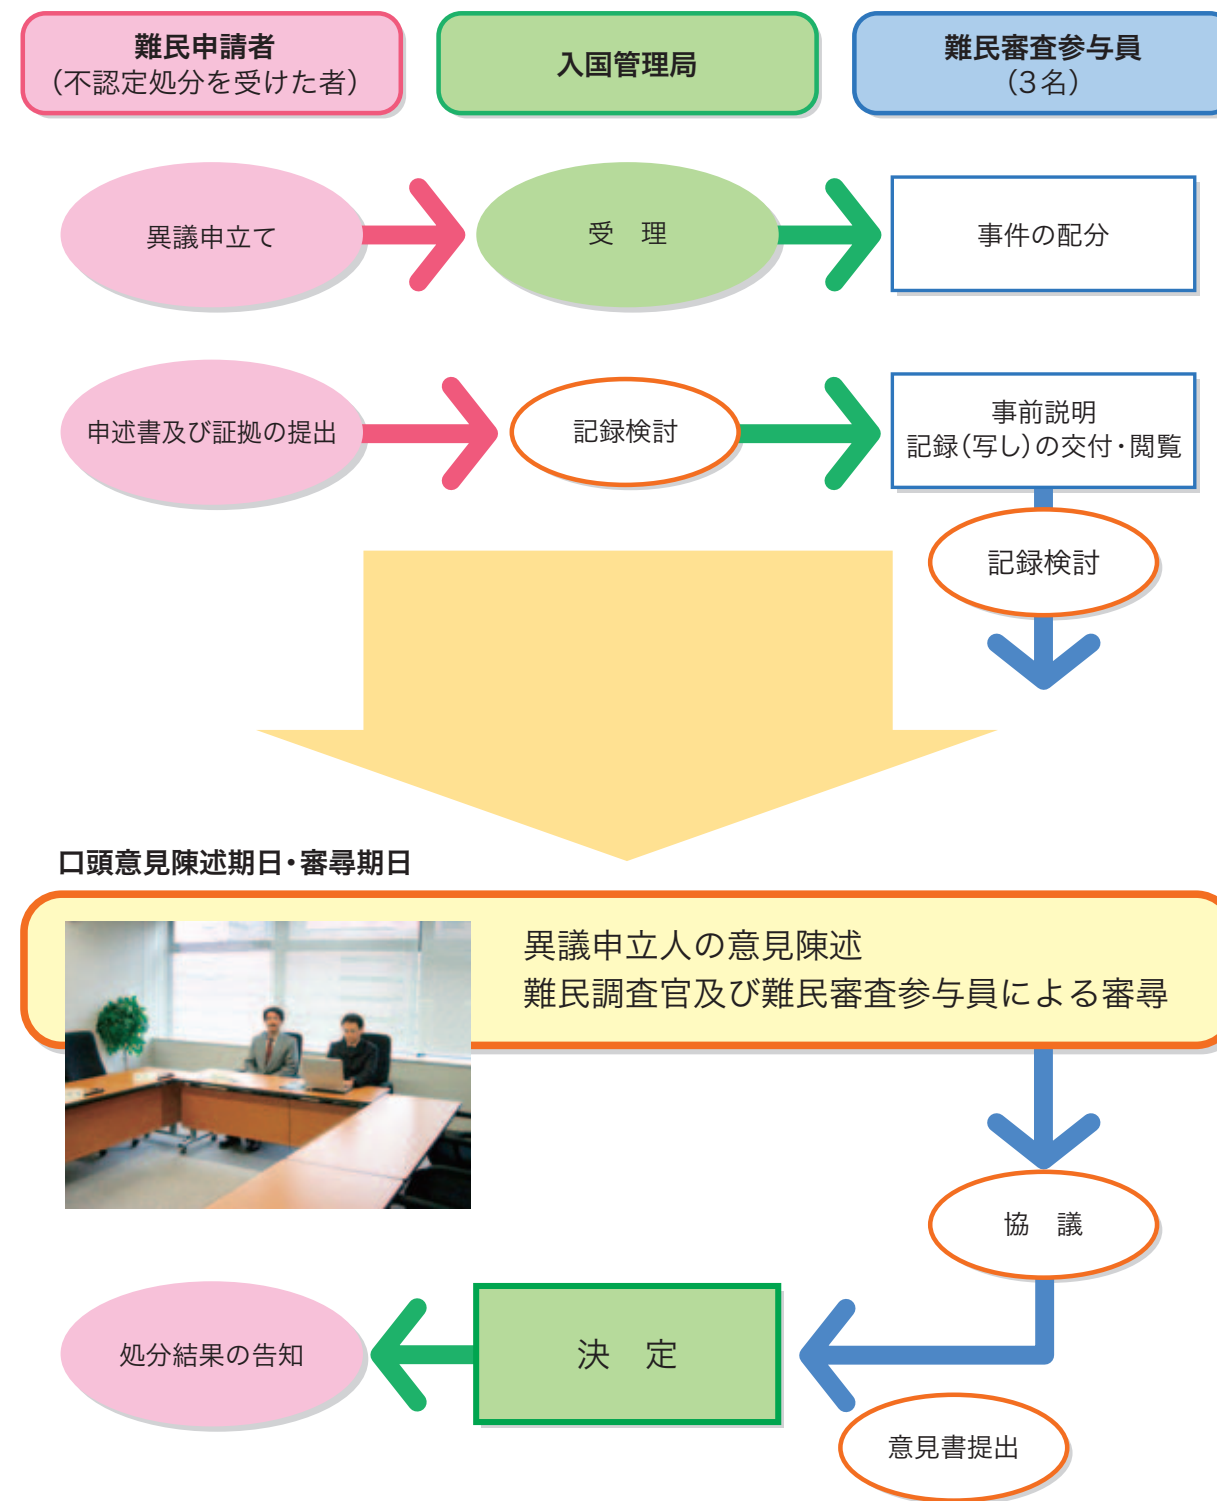 難民申請者
（不認定処分を受けた者）
入国管理局
難民審査参与員
（3名）
異議申立て
受　理
事件の配分
申述書及び証拠の提出
記録検討
事前説明
記録（写し）の交付・閲覧
記録検討
口頭意見陳述期日・審尋期日
異議申立人の意見陳述
難民調査官及び難民審査参与員による審尋
協　議
処分結果の告知
決　定
意見書提出